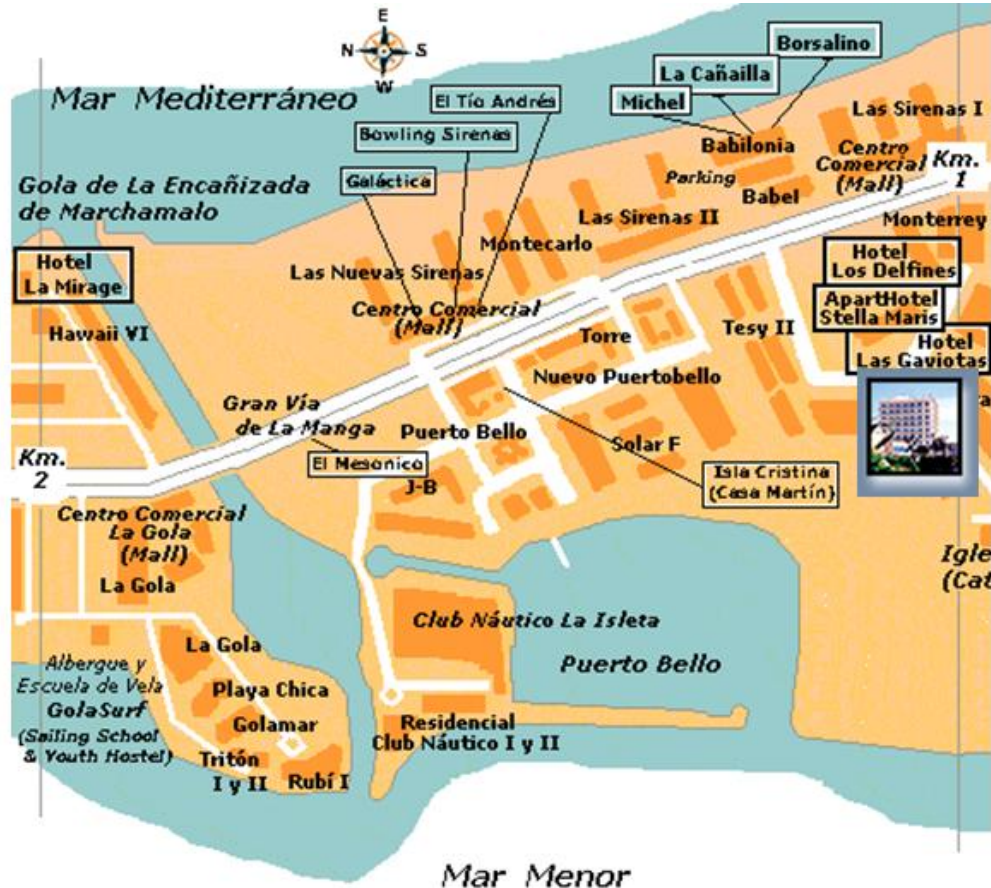 E
N
S
W
Borsalino
La Cañailla
Michel
El Tío Andrés
Bowling Sirenas
Galáctica
Mar Mediterráneo
Gola de La Encañizada
de Marchamalo
Las Sirenas I
Babilonia
Centro
Comercial
(Mall)
Km.
1
Parking
Babel
Las Sirenas II
Monterrey
Montecarlo
Las Nuevas Sirenas
Centro Comercial
(Mall)
Hotel
La Mirage
Hawaii VI
Hotel
Los Delfines
ApartHotel
Stella Maris
Hotel
Las Gaviotas
Torre
Tesy II
Nuevo Puertobello
Gran Vía
de La Manga
Puerto Bello
Solar F
El Mesonico
Isla Cristina
(Casa Martín)
J-B
Km.
2
Centro Comercial
La Gola
(Mall)
La Gola
Igle
(Cat
Club Náutico La Isleta
Puerto Bello
La Gola
Albergue y
Escuela de Vela
GolaSurf
(Sailing School
& Youth Hostel)
Playa Chica
Golamar
Tritón
I y II
Rubí I
Residencial
Club Náutico I y II
Mar Menor